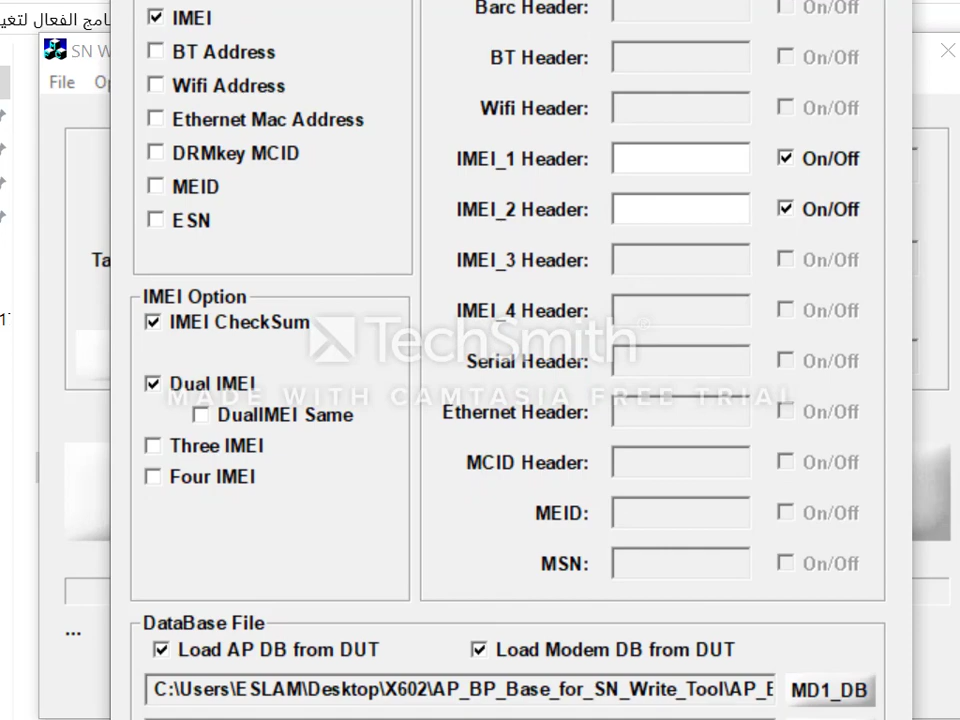 امج الفعال لتغي
SN W
File
Op
Ta
...
IMEI
BT Address
Wifi Address
Ethernet Mac Address
DRMkey MCID
MEID
ESN
IMEI Option
IMEI CheckSum
Dual IMEI
DualIMEI Same
Three IMEI
Four IMEI
Barc Header: On/Off
BT Header: On/Off
Wifi Header: On/Off
IMEI_1 Header: On/Off
IMEI_2 Header: On/Off
IMEI_3 Header: On/Off
IMEI_4 Header: On/Off
Serial Header: On/Off
Ethernet Header: On/Off
MCID Header: On/Off
MEID: On/Off
MSN: On/Off
TechSmith®
MADE WITH CAMTASIA FREE TRIAL
DataBase File
Load AP DB from DUT
Load Modem DB from DUT
C:\Users\ESLAM\Desktop\X602\AP_BP_Base_for_SN_Write_Tool\AP_E
MD1_DB